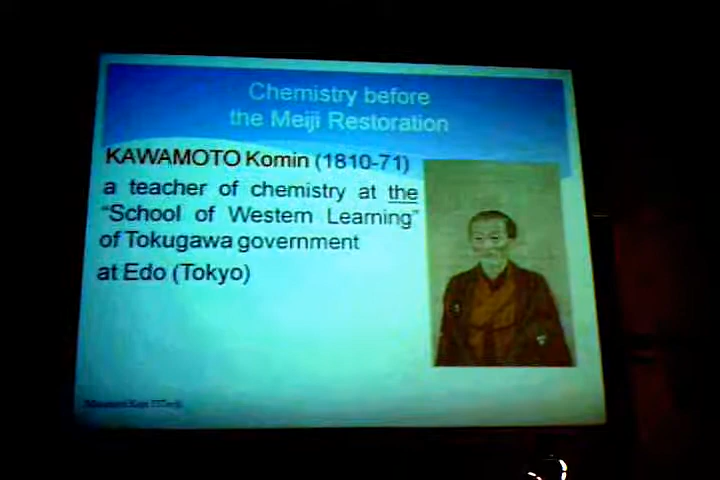 Chemistry before
the Meiji Restoration
KAWAMOTO Komin (1810-71)
a teacher of chemistry at the
"School of Western Learning"
of Tokugawa government
at Edo (Tokyo)